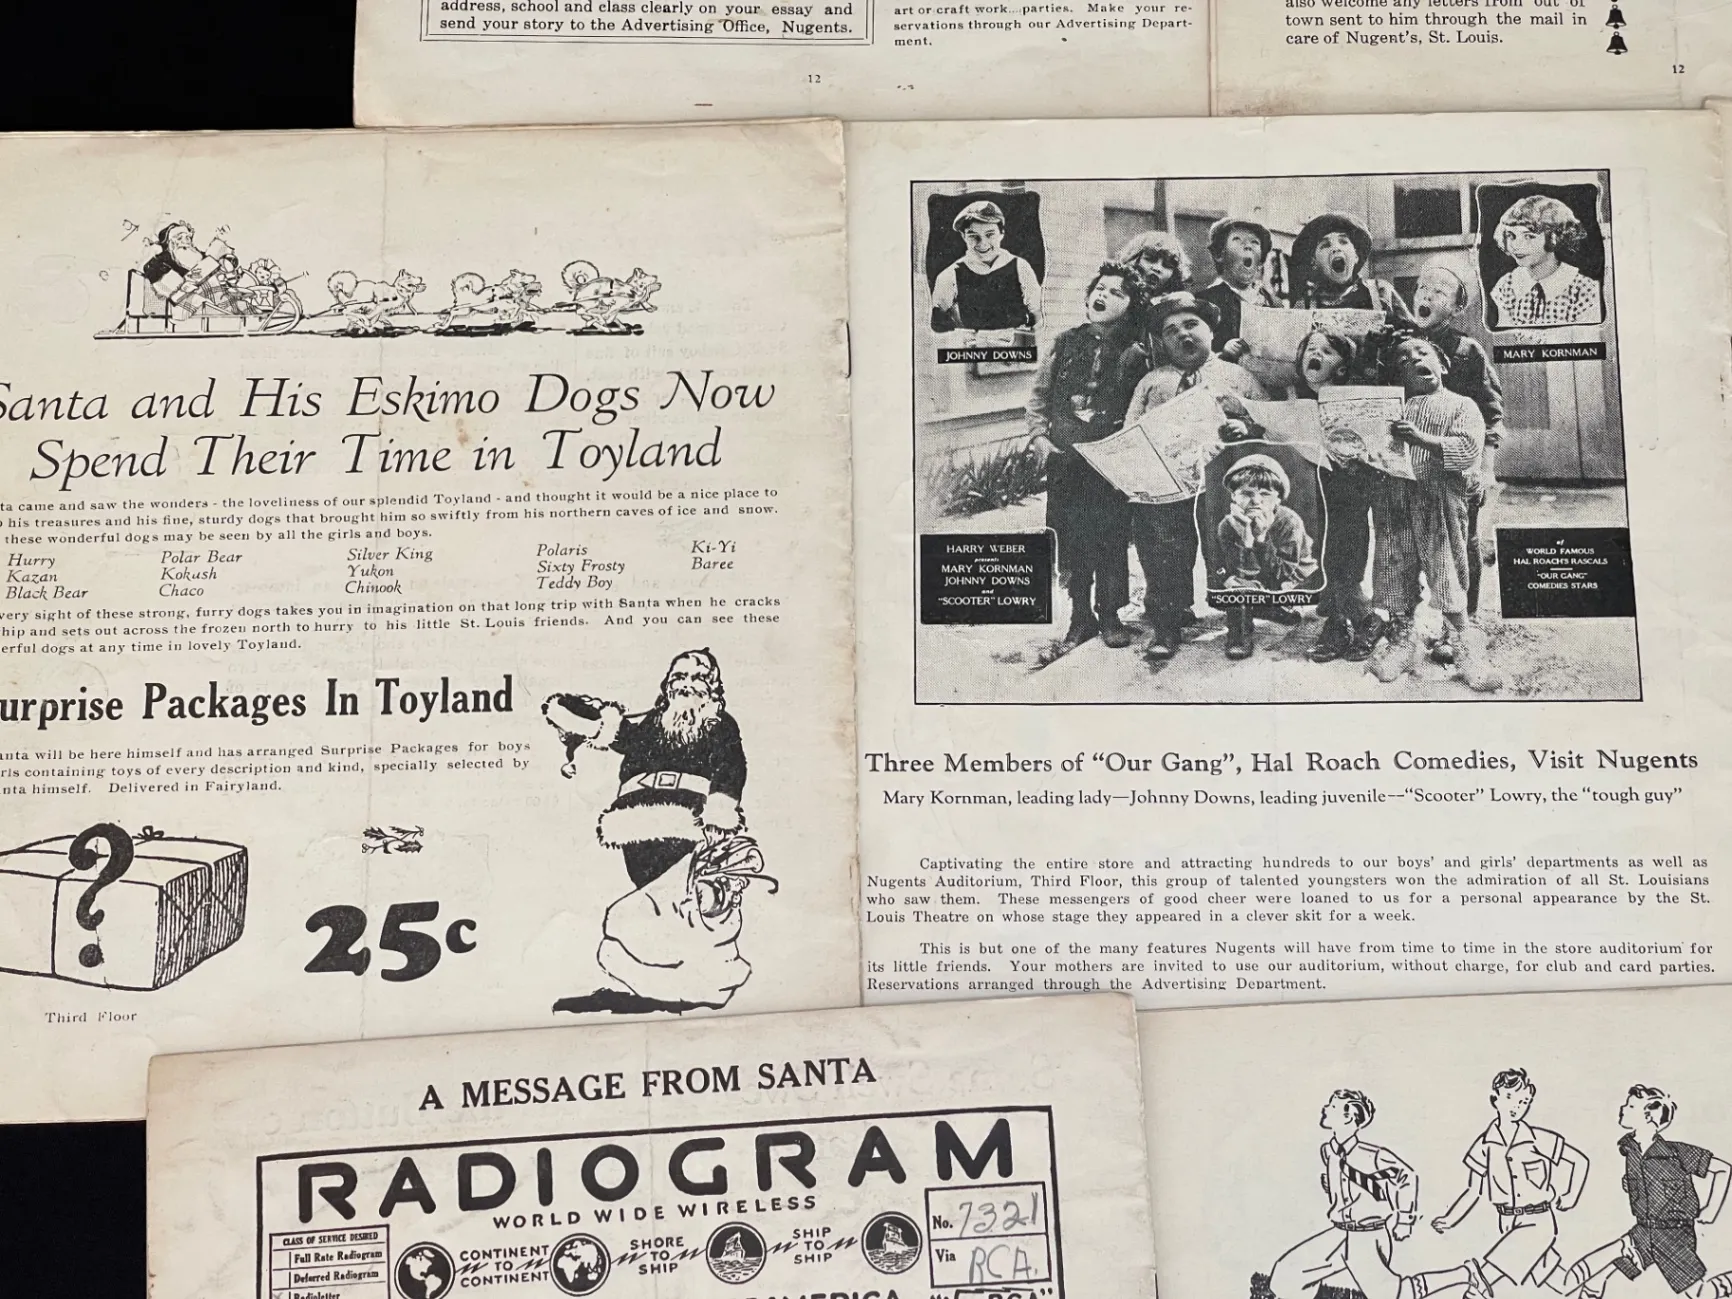 address, school and class clearly on your essay and
send your story to the Advertising Office, Nugents.
art or craft work....parties. Make your re-
servations through our Advertising Depart-
ment.
12
also welcome any letters from out of
town sent to him through the mail in
care of Nugent's, St. Louis.
12
Santa and His Eskimo Dogs Now
Spend Their Time in Toyland
ta came and saw the wonders - the loveliness of our splendid Toyland - and thought it would be a nice place to
his treasures and his fine, sturdy dogs that brought him so swiftly from his northern caves of ice and snow.
these wonderful dogs may be seen by all the girls and boys.
Hurry Polar Bear Silver King Polaris Ki-Yi
Kazan Kokush Yukon Sixty Frosty Baree
Black Bear Chaco Chinook Teddy Boy
very sight of these strong, furry dogs takes you in imagination on that long trip with Santa when he cracks
hip and sets out across the frozen north to hurry to his little St. Louis friends. And you can see these
erful dogs at any time in lovely Toyland.
urprise Packages In Toyland
anta will be here himself and has arranged Surprise Packages for boys
rls containing toys of every description and kind, specially selected by
nta himself. Delivered in Fairyland.
?
25c
Third Floor
JOHNNY DOWNS
MARY KORNMAN
HARRY WEBER
presents
MARY KORNMAN
JOHNNY DOWNS
and
"SCOOTER" LOWRY
"SCOOTER" LOWRY
of
WORLD FAMOUS
HAL ROACH'S RASCALS
"OUR GANG"
COMEDIES STARS
Three Members of "Our Gang", Hal Roach Comedies, Visit Nugents
Mary Kornman, leading lady—Johnny Downs, leading juvenile—"Scooter" Lowry, the "tough guy"
Captivating the entire store and attracting hundreds to our boys' and girls' departments as well as
Nugents Auditorium, Third Floor, this group of talented youngsters won the admiration of all St. Louisians
who saw them. These messengers of good cheer were loaned to us for a personal appearance by the St.
Louis Theatre on whose stage they appeared in a clever skit for a week.
This is but one of the many features Nugents will have from time to time in the store auditorium for
its little friends. Your mothers are invited to use our auditorium, without charge, for club and card parties.
Reservations arranged through the Advertising Department.
A MESSAGE FROM SANTA
RADIOGRAM
WORLD WIDE WIRELESS
CLASS OF SERVICE DESIRED
Full Rate Radiogram
Deferred Radiogram
Radioletter
CONTINENT
TO
CONTINENT
SHORE
TO
SHIP
SHIP
TO
SHIP
No. 7321
Via RCA.